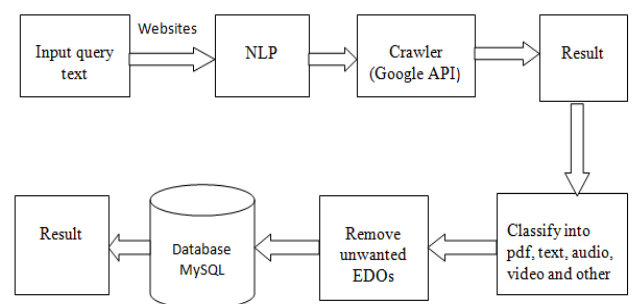 Websites
Input query
text
NLP
Crawler
(Google API)
Result
Result
Database
MySQL
Remove
unwanted
EDOs
Classify into
pdf, text, audio,
video and other